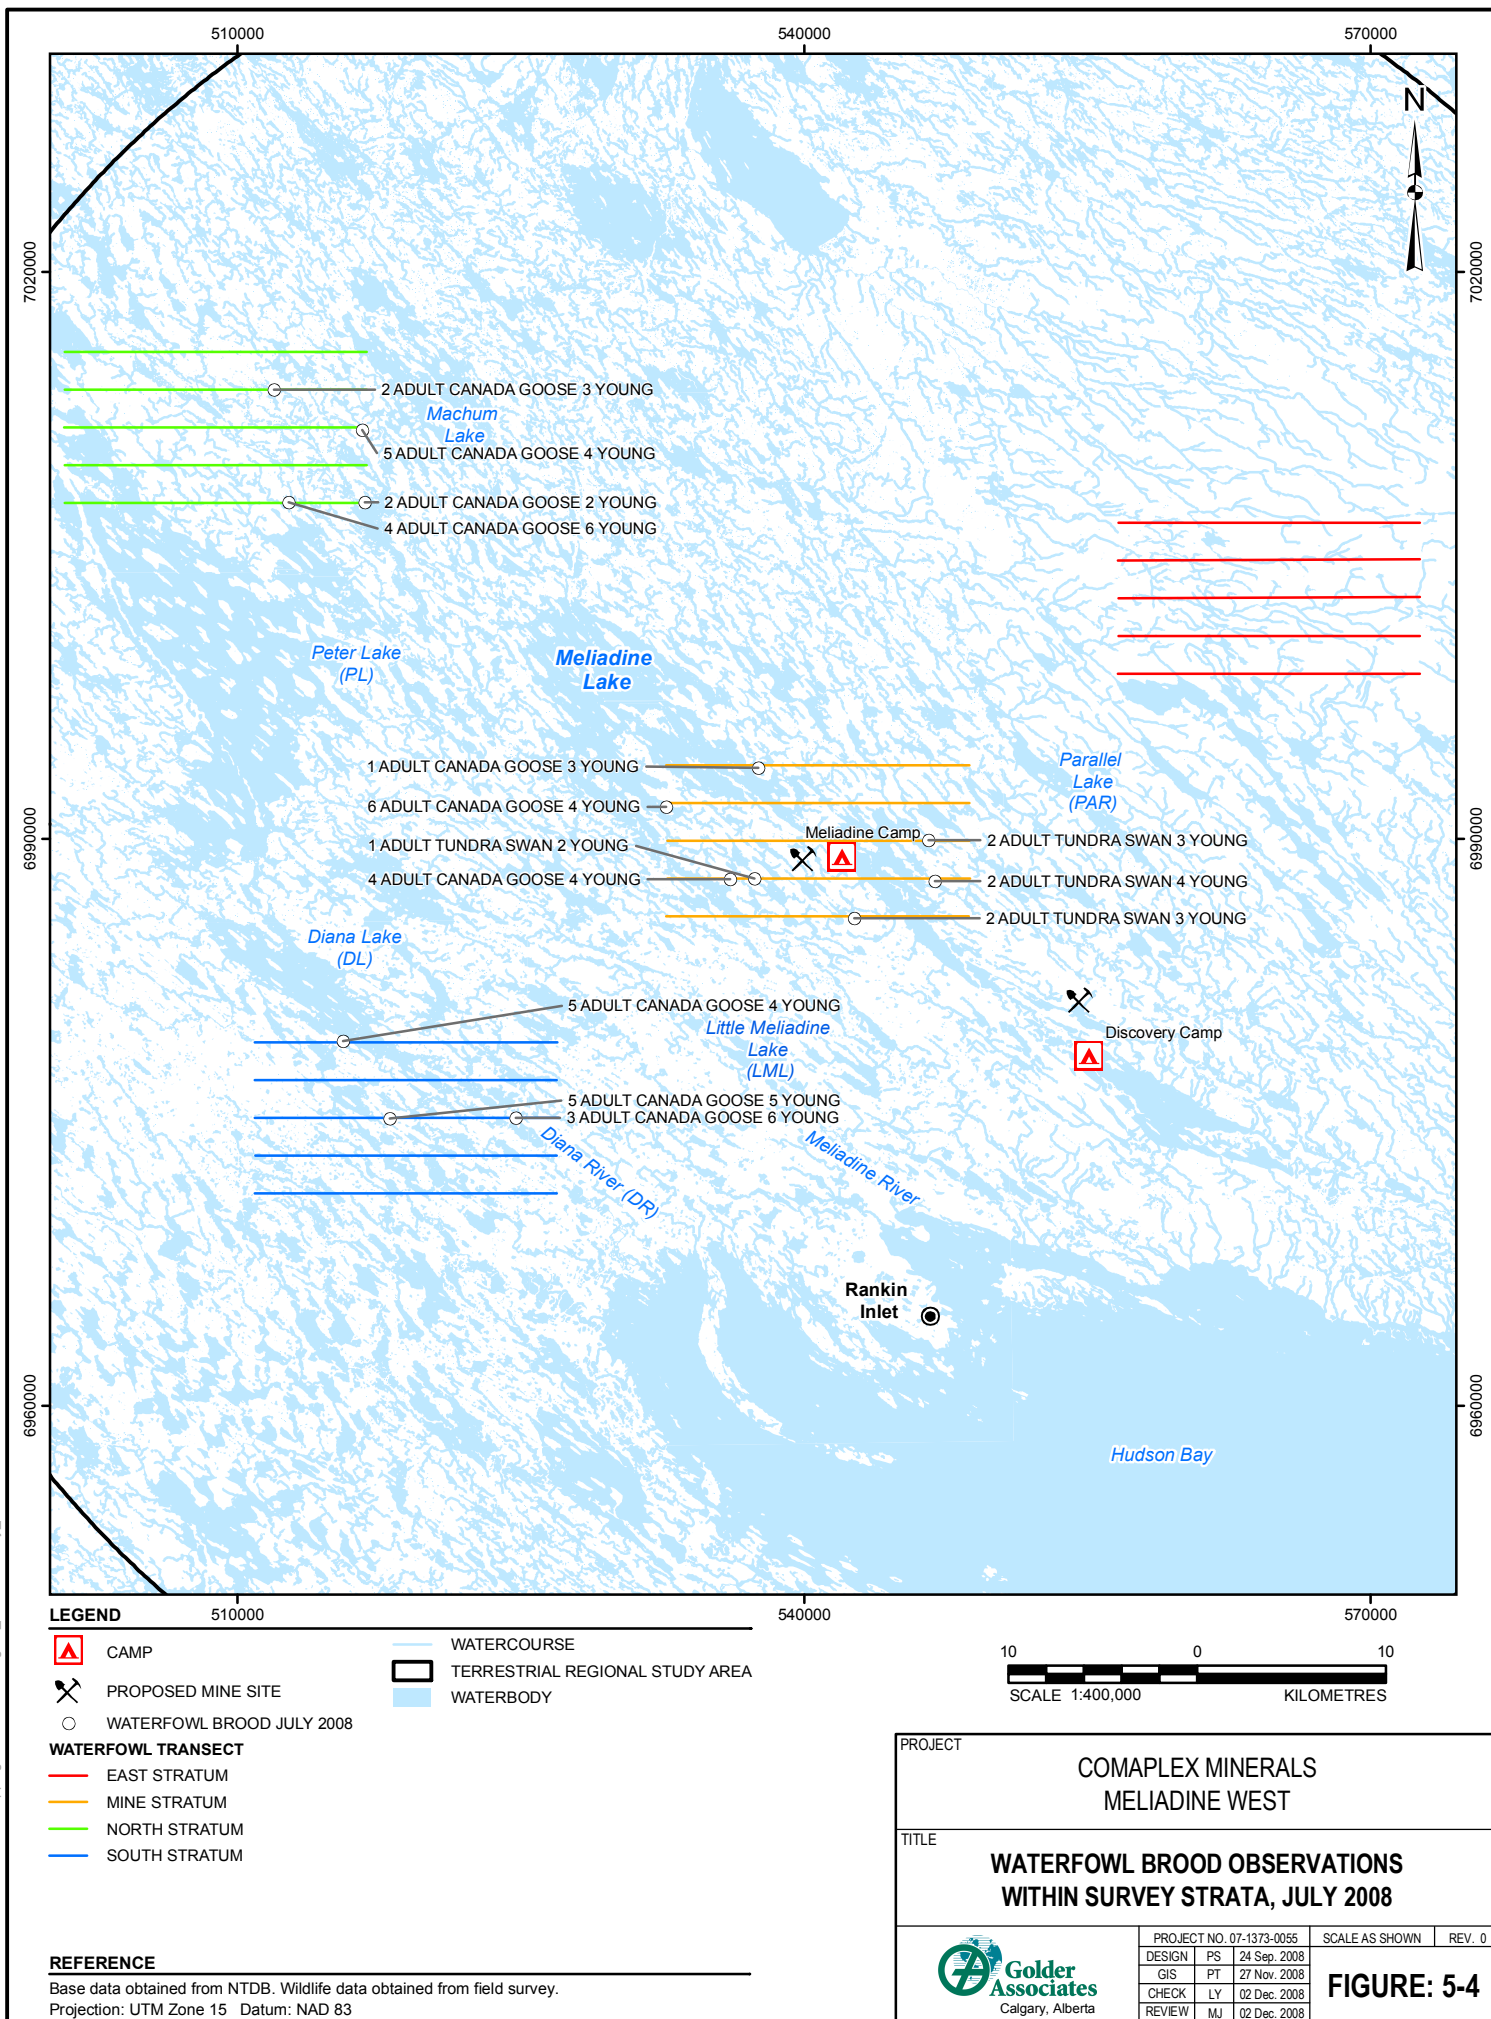 510000
540000
570000
N
7020000
7020000
2 ADULT CANADA GOOSE 3 YOUNG
Machum
Lake
5 ADULT CANADA GOOSE 4 YOUNG
2 ADULT CANADA GOOSE 2 YOUNG
4 ADULT CANADA GOOSE 6 YOUNG
Peter Lake
(PL)
Meliadine
Lake
1 ADULT CANADA GOOSE 3 YOUNG
Parallel
Lake
(PAR)
6 ADULT CANADA GOOSE 4 YOUNG
6990000
6990000
Meliadine Camp
1 ADULT TUNDRA SWAN 2 YOUNG
2 ADULT TUNDRA SWAN 3 YOUNG
4 ADULT CANADA GOOSE 4 YOUNG
2 ADULT TUNDRA SWAN 4 YOUNG
2 ADULT TUNDRA SWAN 3 YOUNG
Diana Lake
(DL)
5 ADULT CANADA GOOSE 4 YOUNG
Little Meliadine
Lake
(LML)
Discovery Camp
5 ADULT CANADA GOOSE 5 YOUNG
3 ADULT CANADA GOOSE 6 YOUNG
Diana River (DR)
Meliadine River
Rankin
Inlet
6960000
6960000
Hudson Bay
510000
540000
570000
LEGEND
CAMP
PROPOSED MINE SITE
WATERFOWL BROOD JULY 2008
WATERCOURSE
TERRESTRIAL REGIONAL STUDY AREA
WATERBODY
WATERFOWL TRANSECT
EAST STRATUM
MINE STRATUM
NORTH STRATUM
SOUTH STRATUM
10 0 10
SCALE 1:400,000 KILOMETRES
PROJECT
COMAPLEX MINERALS
MELIADINE WEST
TITLE
WATERFOWL BROOD OBSERVATIONS
WITHIN SURVEY STRATA, JULY 2008
Golder
Associates
Calgary, Alberta
PROJECT NO. 07-1373-0055 SCALE AS SHOWN REV. 0
DESIGN PS 24 Sep. 2008
GIS PT 27 Nov. 2008
CHECK LY 02 Dec. 2008
REVIEW MJ 02 Dec. 2008
FIGURE: 5-4
REFERENCE
Base data obtained from NTDB. Wildlife data obtained from field survey.
Projection: UTM Zone 15 Datum: NAD 83